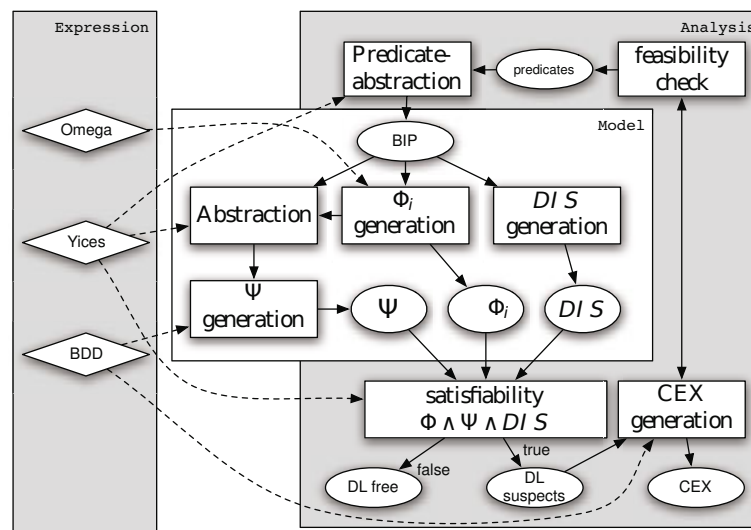 Expression
Analysis
Predicate-
abstraction
predicates
feasibility
check
Omega
BIP
Model
Yices
Abstraction
Φi
generation
DIS
generation
Ψ
generation
Ψ
Φi
DIS
BDD
satisfiability
Φ ∧ Ψ ∧ DIS
CEX
generation
false
true
DL free
DL
suspects
CEX